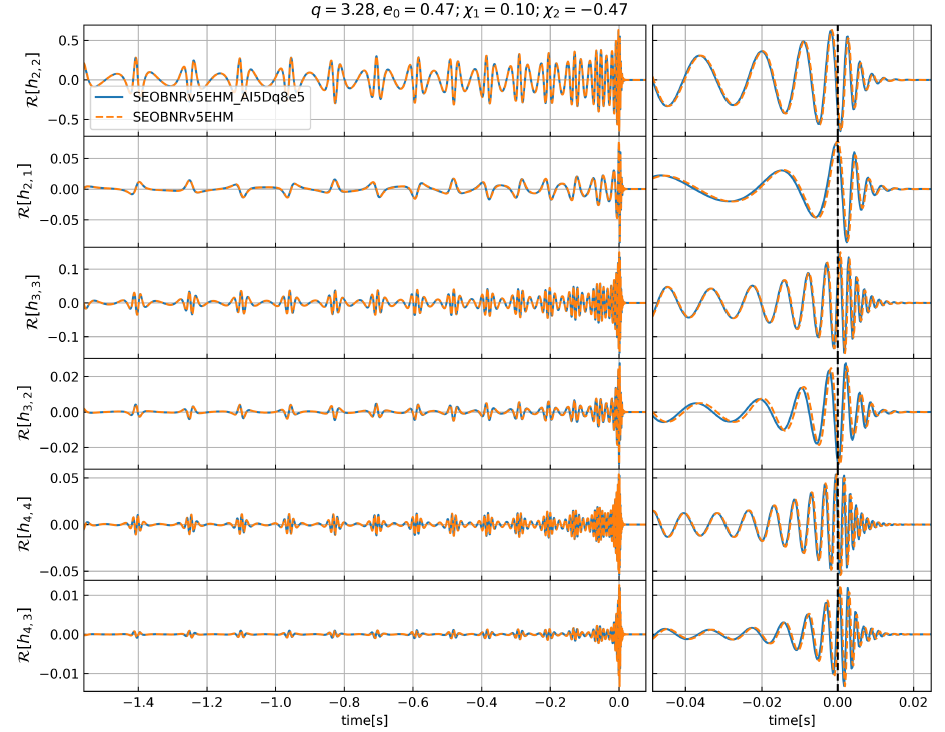 q = 3.28, e₀ = 0.47; χ₁ = 0.10; χ₂ = −0.47
ℛ[h₂,₂]
0.5
0.0
−0.5
SEOBNRv5EHM_AI5Dq8e5
SEOBNRv5EHM
ℛ[h₂,₁]
0.05
0.00
−0.05
ℛ[h₃,₃]
0.1
0.0
−0.1
ℛ[h₃,₂]
0.02
0.00
−0.02
ℛ[h₄,₄]
0.05
0.00
−0.05
ℛ[h₄,₃]
0.01
0.00
−0.01
−1.4 −1.2 −1.0 −0.8 −0.6 −0.4 −0.2 0.0
time[s]
−0.04 −0.02 0.00 0.02
time[s]